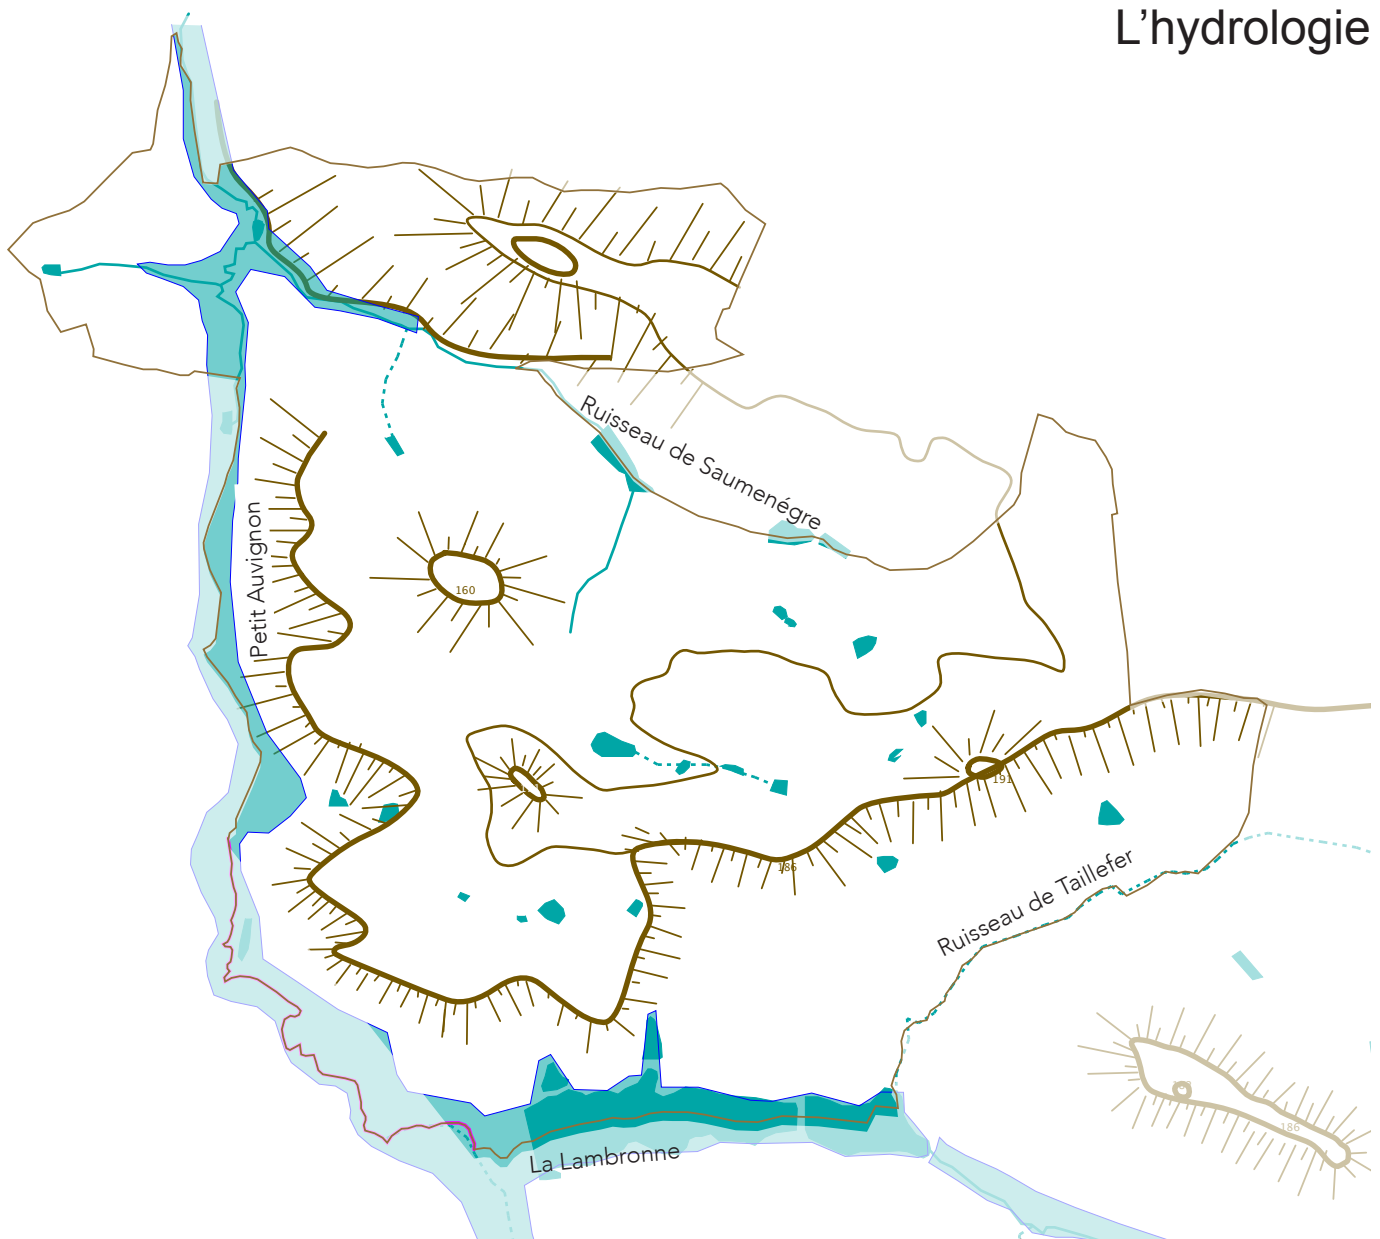 L’hydrologie
Ruisseau de Saumenégre
Petit Auvignon
160
191
186
Ruisseau de Taillefer
186
La Lambronne